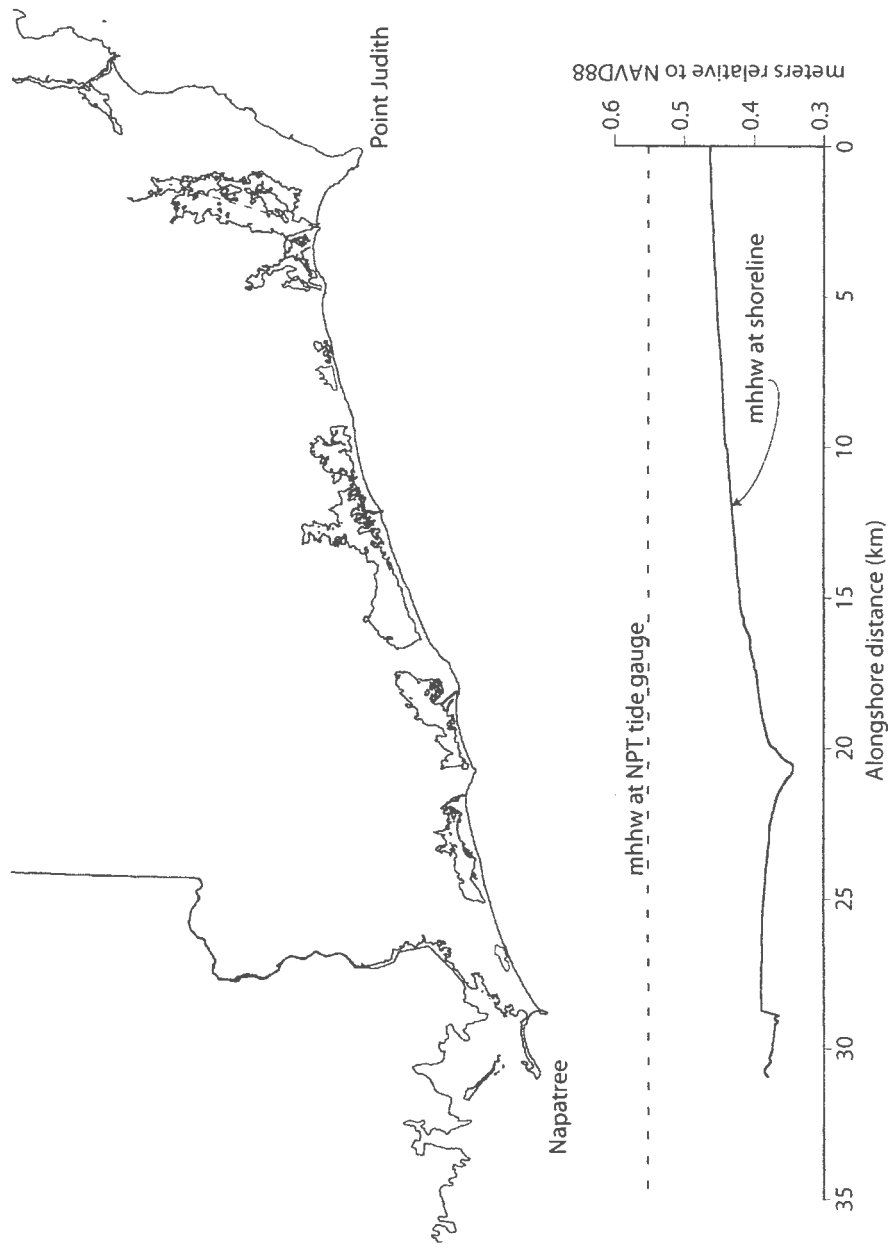 Point Judith
Napatree
meters relative to NAVD88
0.6
0.5
0.4
0.3
mhhw at NPT tide gauge
mhhw at shoreline
35
30
25
20
15
10
5
0
Alongshore distance (km)